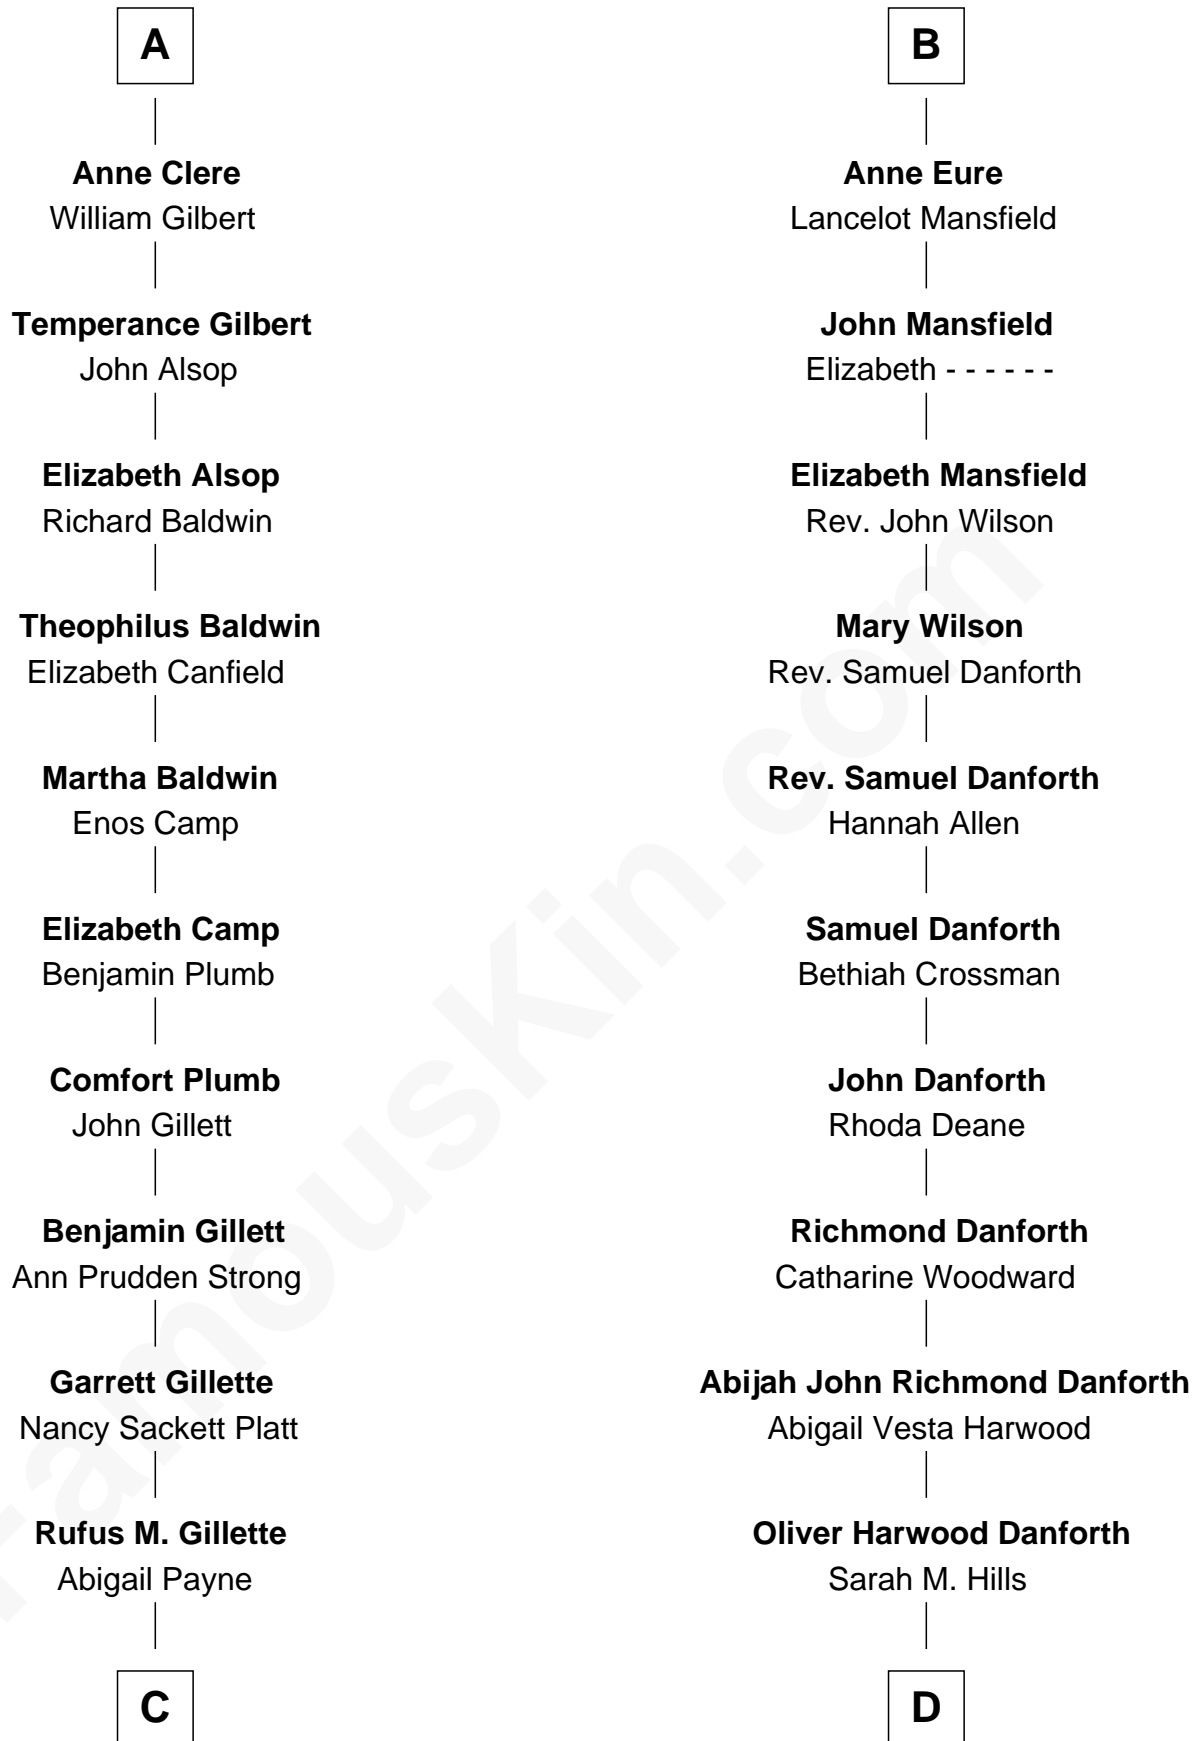 A
Anne Clere
William Gilbert
Temperance Gilbert
John Alsop
Elizabeth Alsop
Richard Baldwin
Theophilus Baldwin
Elizabeth Canfield
Martha Baldwin
Enos Camp
Elizabeth Camp
Benjamin Plumb
Comfort Plumb
John Gillett
Benjamin Gillett
Ann Prudden Strong
Garrett Gillette
Nancy Sackett Platt
Rufus M. Gillette
Abigail Payne
C
B
Anne Eure
Lancelot Mansfield
John Mansfield
Elizabeth - - - - - -
Elizabeth Mansfield
Rev. John Wilson
Mary Wilson
Rev. Samuel Danforth
Rev. Samuel Danforth
Hannah Allen
Samuel Danforth
Bethiah Crossman
John Danforth
Rhoda Deane
Richmond Danforth
Catharine Woodward
Abijah John Richmond Danforth
Abigail Vesta Harwood
Oliver Harwood Danforth
Sarah M. Hills
D
FamousKin.com